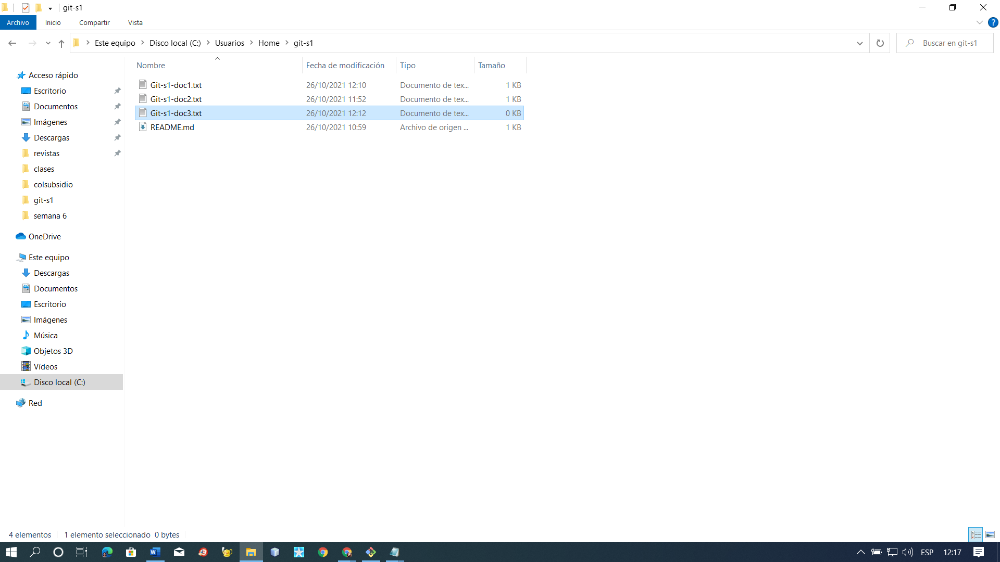 git-s1
Archivo Inicio Compartir Vista
Este equipo Disco local (C:) Usuarios Home git-s1 Buscar en git-s1
Nombre Fecha de modificación Tipo Tamaño
Git-s1-doc1.txt 26/10/2021 12:10 Documento de tex... 1 KB
Git-s1-doc2.txt 26/10/2021 11:52 Documento de tex... 1 KB
Git-s1-doc3.txt 26/10/2021 12:12 Documento de tex... 0 KB
README.md 26/10/2021 10:59 Archivo de origen ... 1 KB
Acceso rápido
Escritorio
Documentos
Imágenes
Descargas
revistas
clases
colsubsidio
git-s1
semana 6
OneDrive
Este equipo
Descargas
Documentos
Escritorio
Imágenes
Música
Objetos 3D
Vídeos
Disco local (C:)
Red
4 elementos 1 elemento seleccionado 0 bytes
ESP 12:17